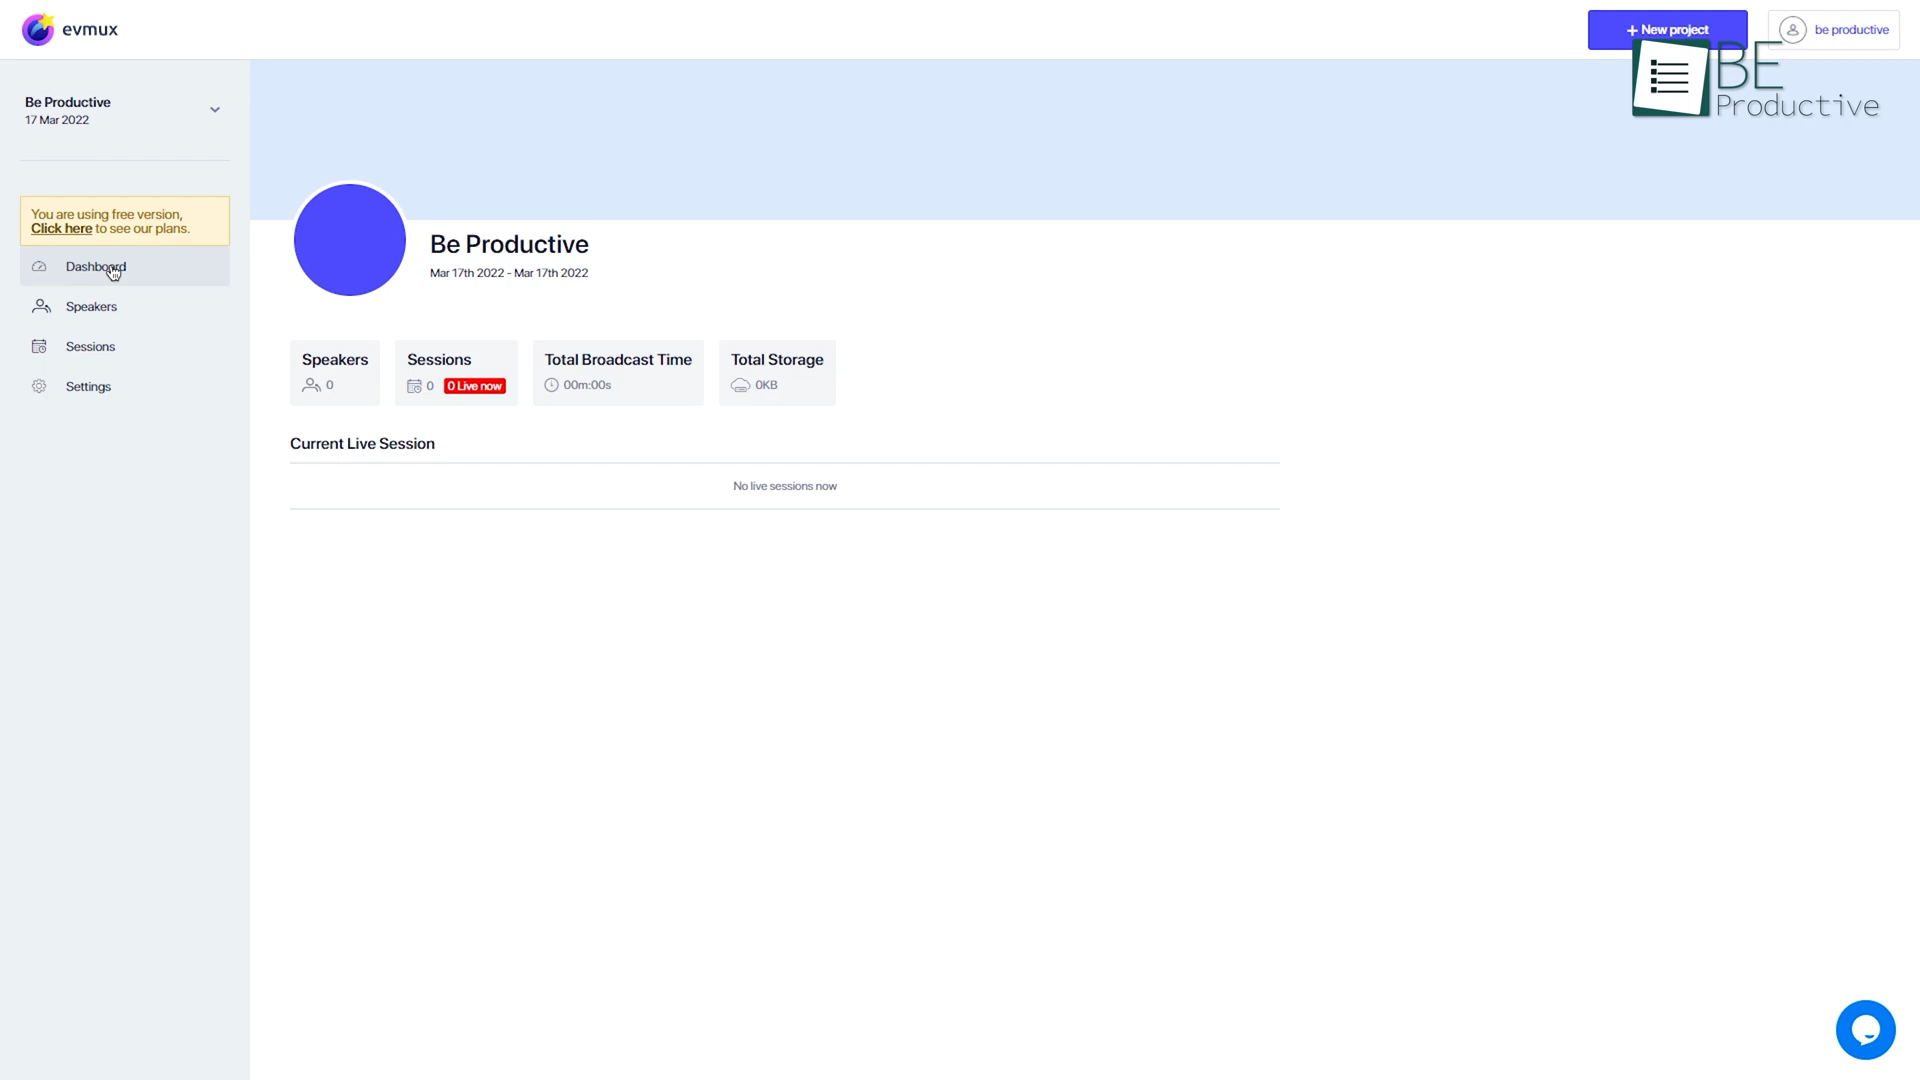 evmux
+ New project
be productive
BE
Productive
Be Productive
17 Mar 2022
You are using free version,
Click here to see our plans.
Dashboard
Speakers
Sessions
Settings
Be Productive
Mar 17th 2022 - Mar 17th 2022
Speakers
0
Sessions
0 0 Live now
Total Broadcast Time
00m:00s
Total Storage
0KB
Current Live Session
No live sessions now